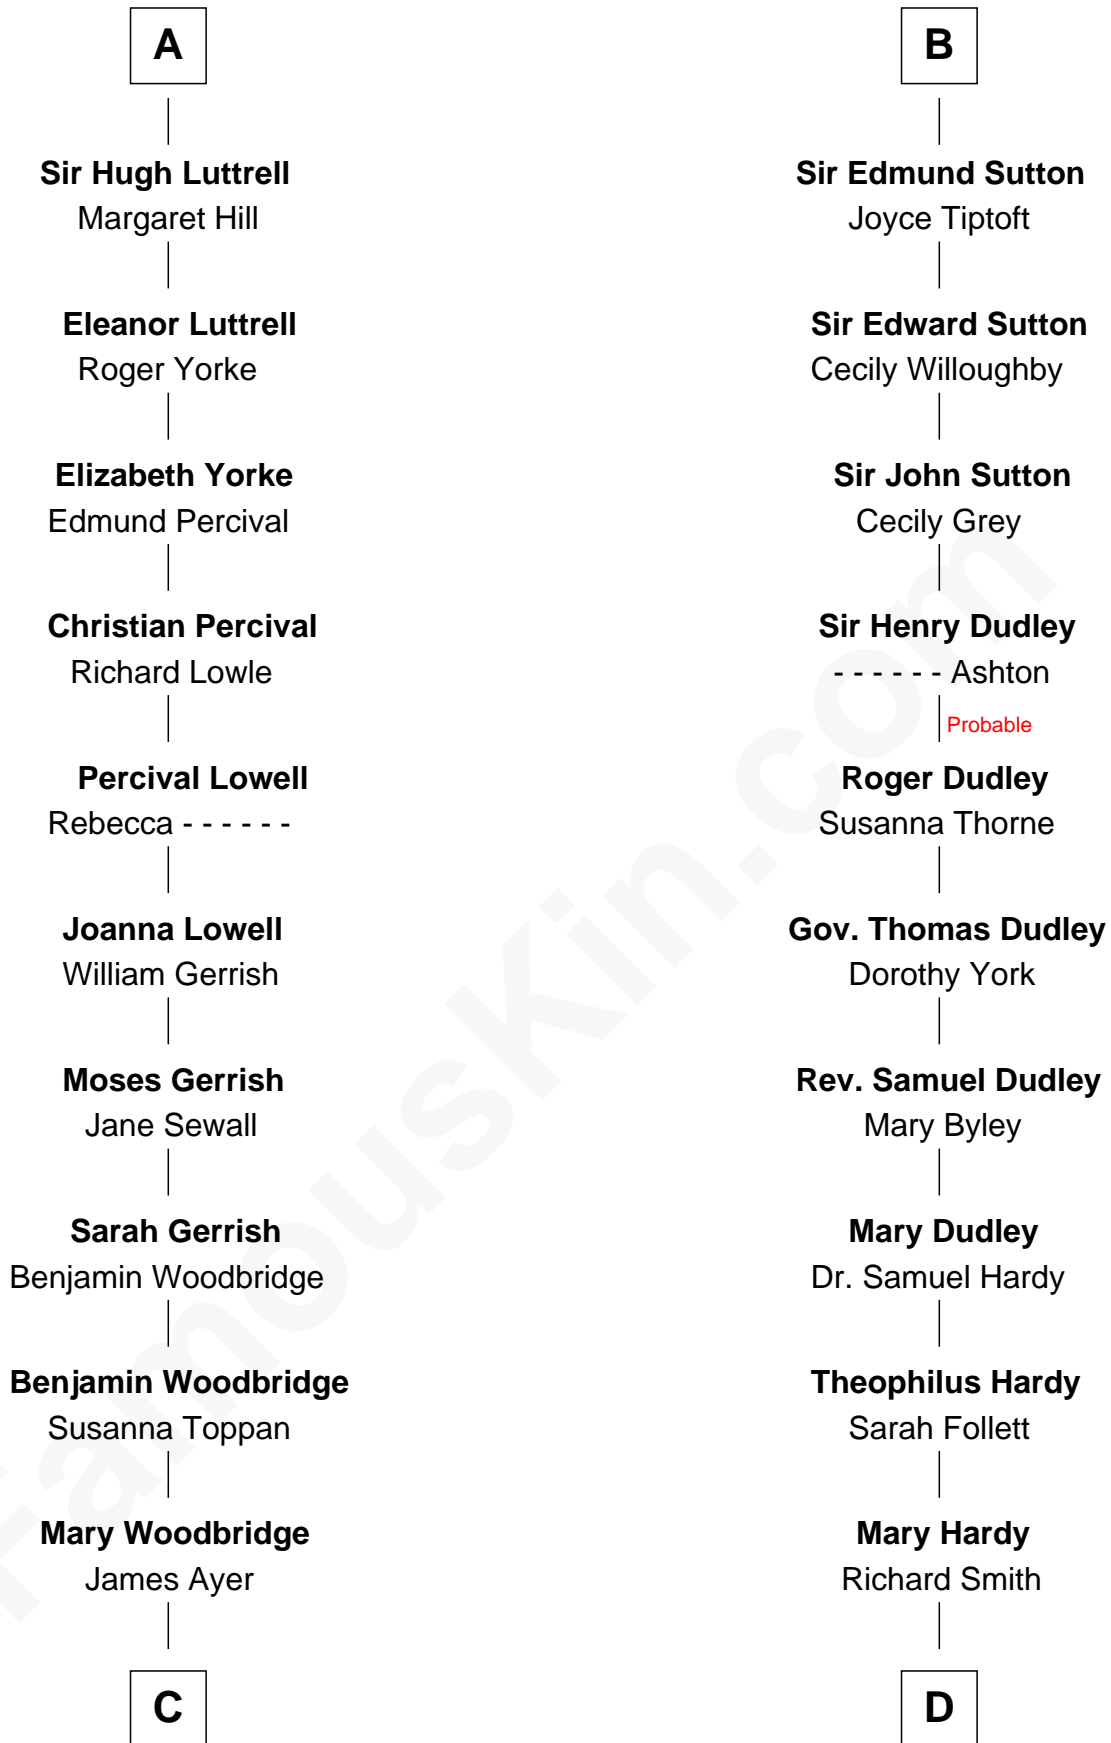 A
Sir Hugh Luttrell
Margaret Hill
Eleanor Luttrell
Roger Yorke
Elizabeth Yorke
Edmund Percival
Christian Percival
Richard Lowle
Percival Lowell
Rebecca - - - - - -
Joanna Lowell
William Gerrish
Moses Gerrish
Jane Sewall
Sarah Gerrish
Benjamin Woodbridge
Benjamin Woodbridge
Susanna Toppan
Mary Woodbridge
James Ayer
C
B
Sir Edmund Sutton
Joyce Tiptoft
Sir Edward Sutton
Cecily Willoughby
Sir John Sutton
Cecily Grey
Sir Henry Dudley
- - - - - - Ashton
Probable
Roger Dudley
Susanna Thorne
Gov. Thomas Dudley
Dorothy York
Rev. Samuel Dudley
Mary Byley
Mary Dudley
Dr. Samuel Hardy
Theophilus Hardy
Sarah Follett
Mary Hardy
Richard Smith
D
FamousKin.com